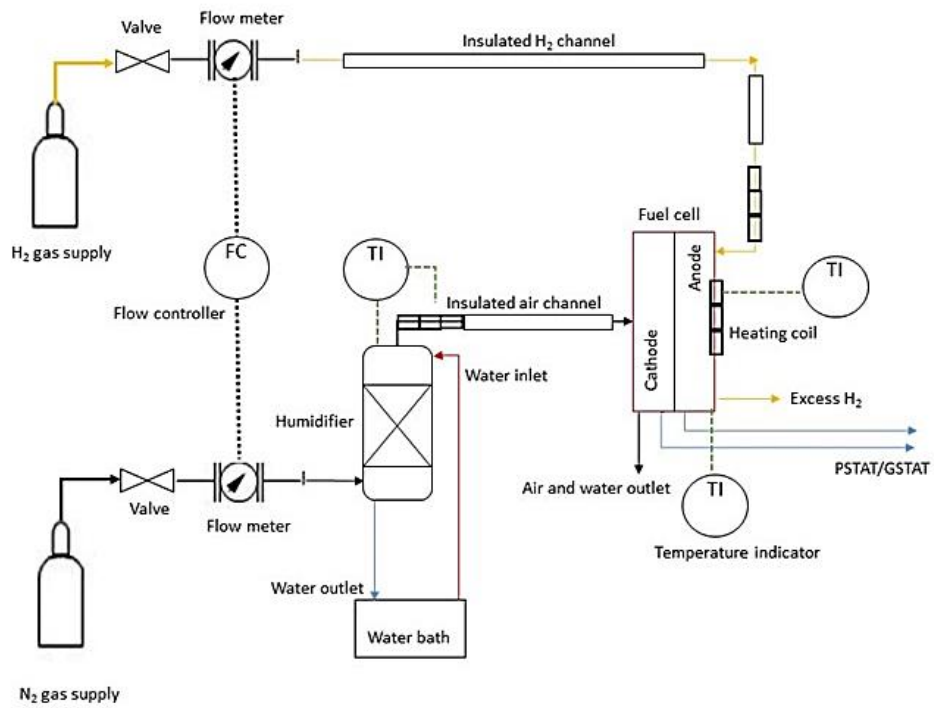 Flow meter
Valve
Insulated H₂ channel
H₂ gas supply
FC
Flow controller
TI
Insulated air channel
Fuel cell
Anode
Cathode
TI
Heating coil
Water inlet
Humidifier
Excess H₂
PSTAT/GSTAT
Air and water outlet
TI
Temperature indicator
Valve
Flow meter
Water outlet
Water bath
N₂ gas supply